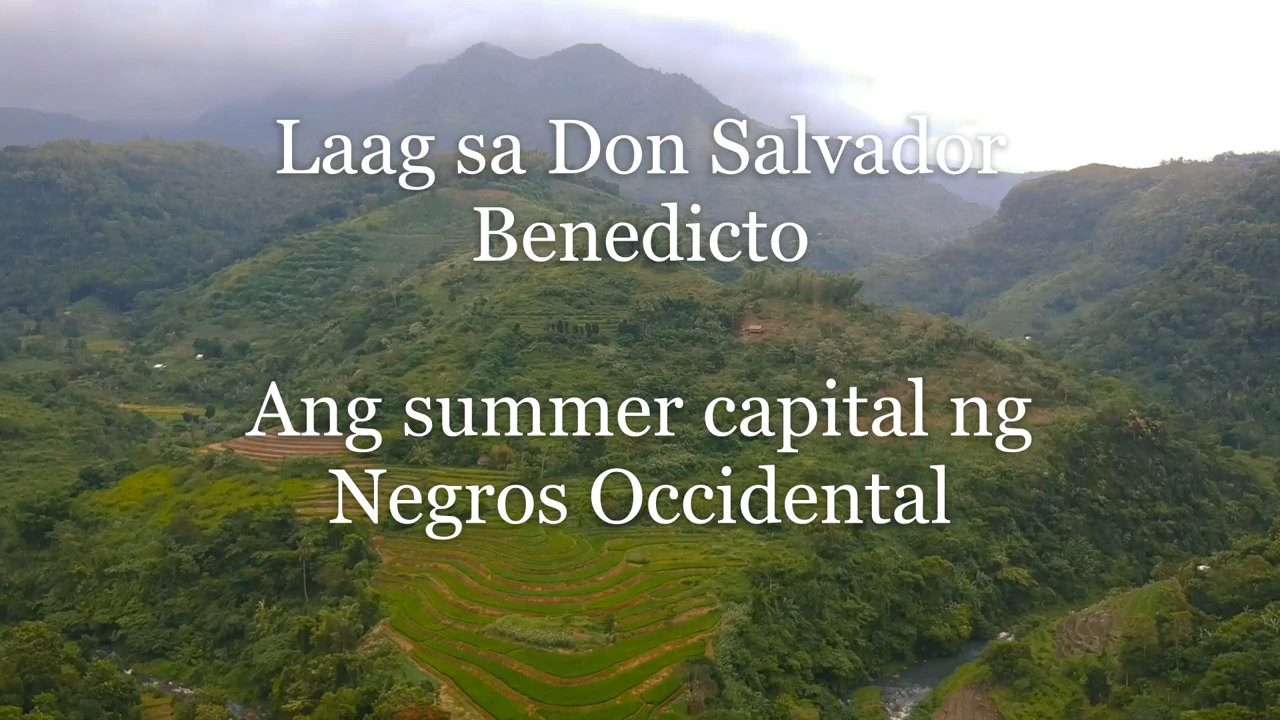 Laag sa Don Salvador
Benedicto
Ang summer capital ng
Negros Occidental